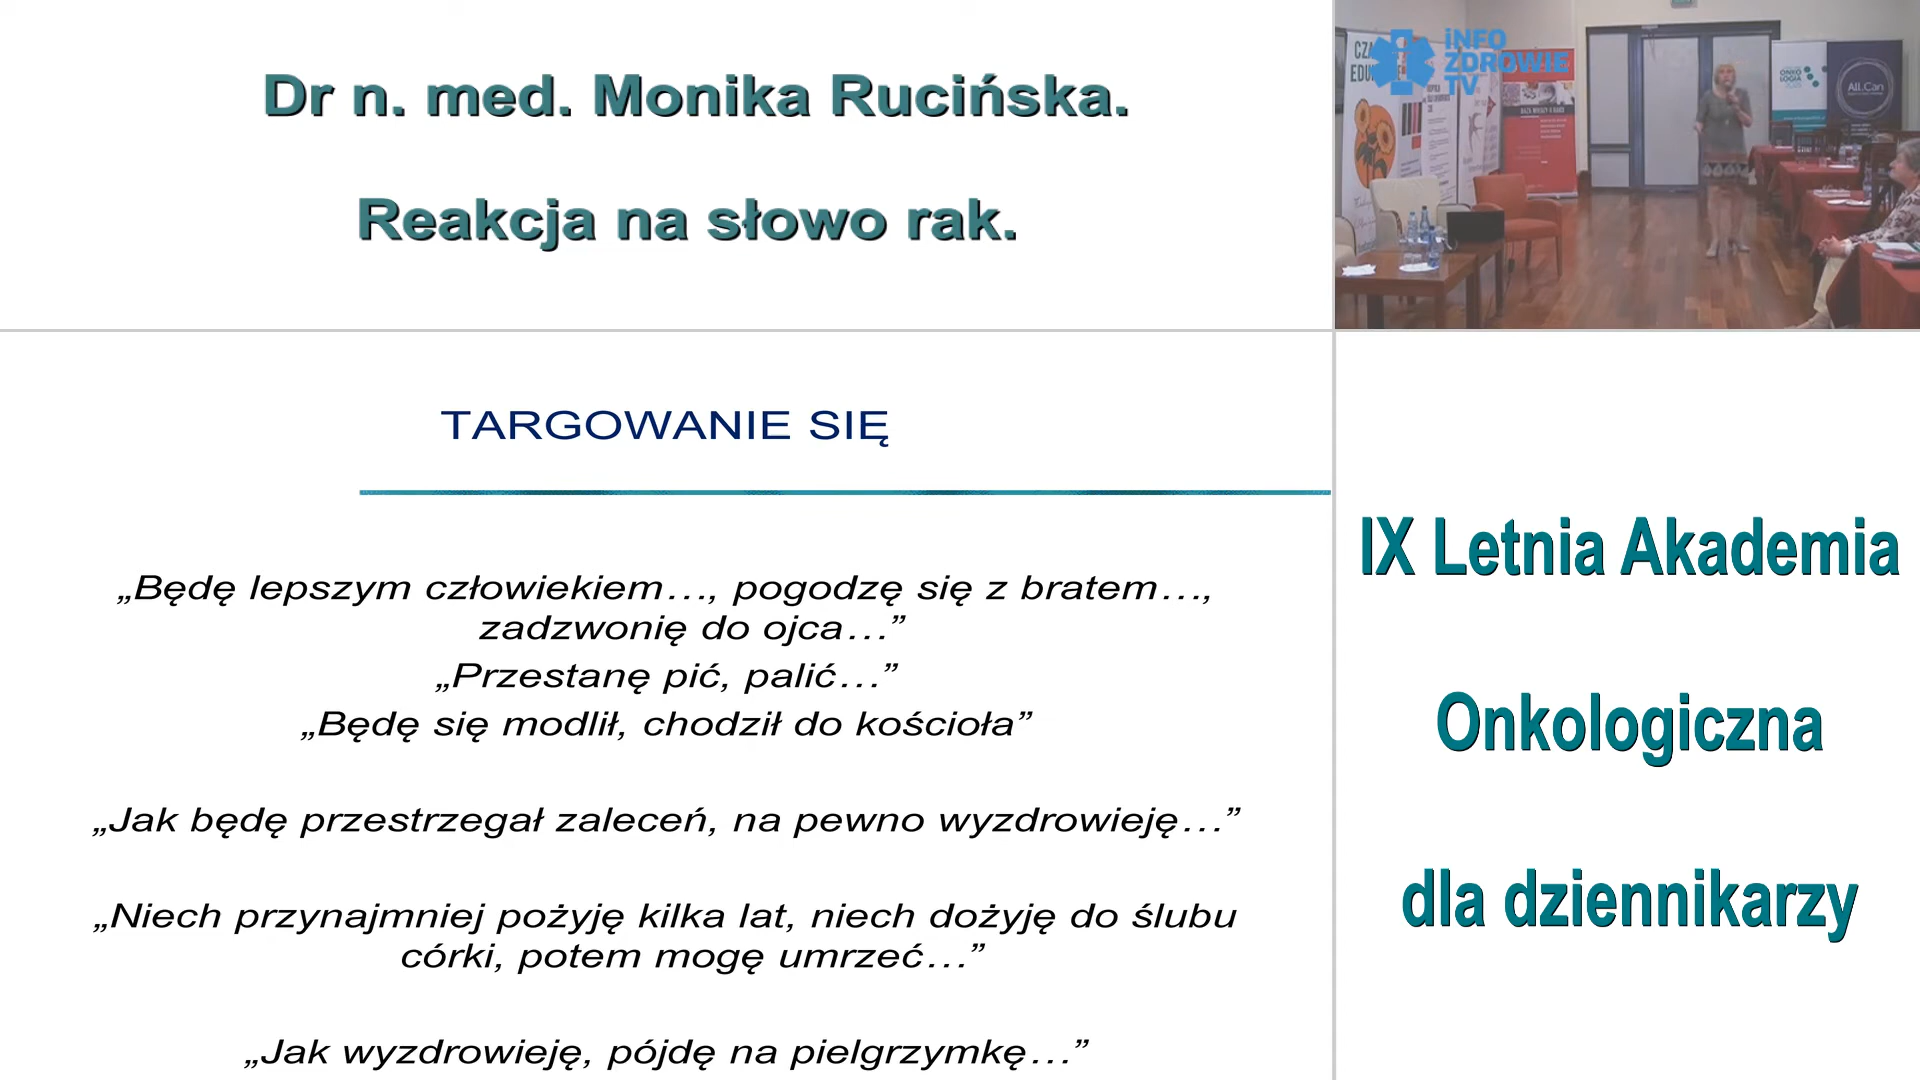 Dr n. med. Monika Rucińska.
Reakcja na słowo rak.
iNFO
ZDROWIE
TV
All.Can
TARGOWANIE SIĘ
„Będę lepszym człowiekiem…, pogodzę się z bratem…,
zadzwonię do ojca…”
„Przestanę pić, palić…”
„Będę się modlił, chodził do kościoła”
„Jak będę przestrzegał zaleceń, na pewno wyzdrowieję…”
„Niech przynajmniej pożyję kilka lat, niech dożyję do ślubu
córki, potem mogę umrzeć…”
„Jak wyzdrowieję, pójdę na pielgrzymkę…”
IX Letnia Akademia
Onkologiczna
dla dziennikarzy